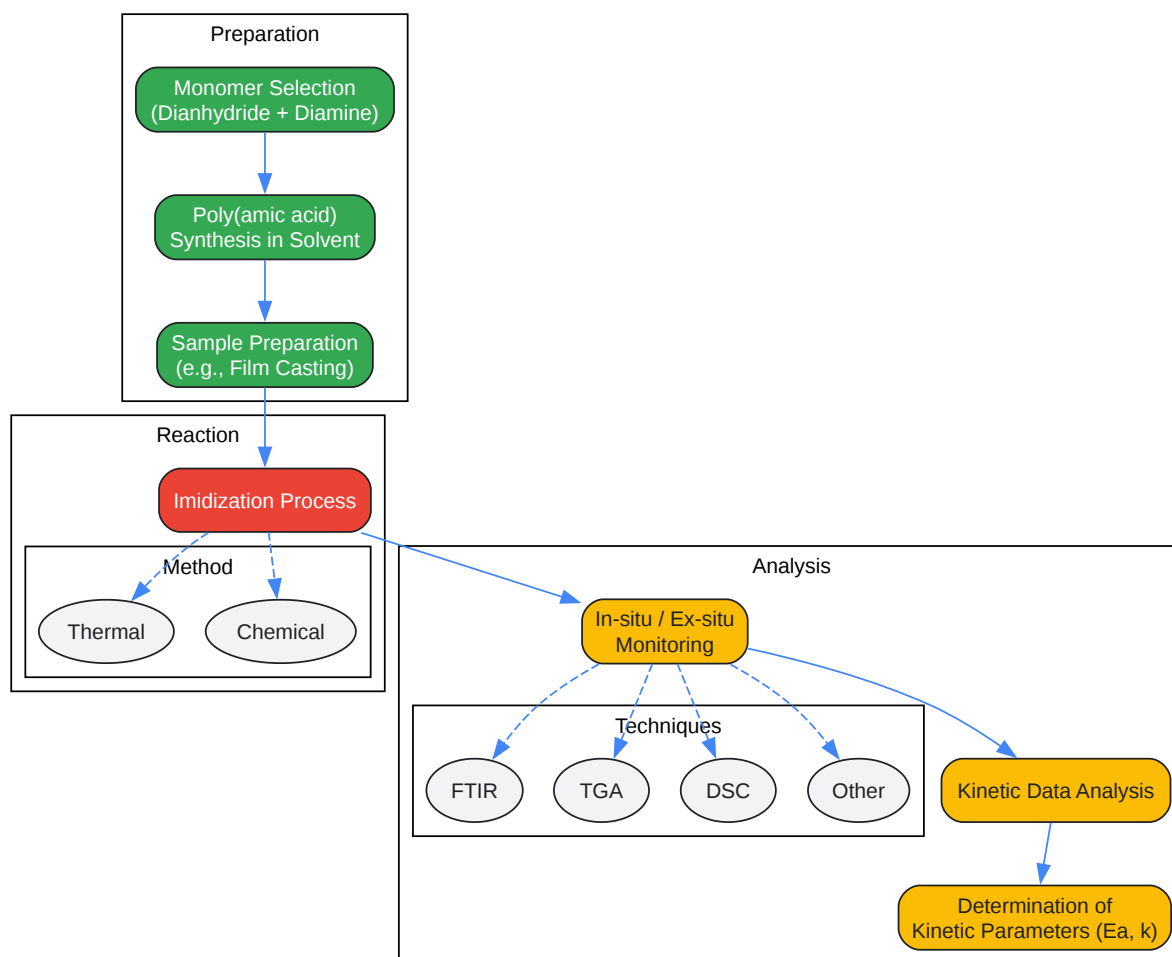 Preparation
Monomer Selection
(Dianhydride + Diamine)
Poly(amic acid)
Synthesis in Solvent
Sample Preparation
(e.g., Film Casting)
Reaction
Imidization Process
Method
Thermal
Chemical
Analysis
In-situ / Ex-situ
Monitoring
Techniques
FTIR
TGA
DSC
Other
Kinetic Data Analysis
Determination of
Kinetic Parameters (Ea, k)